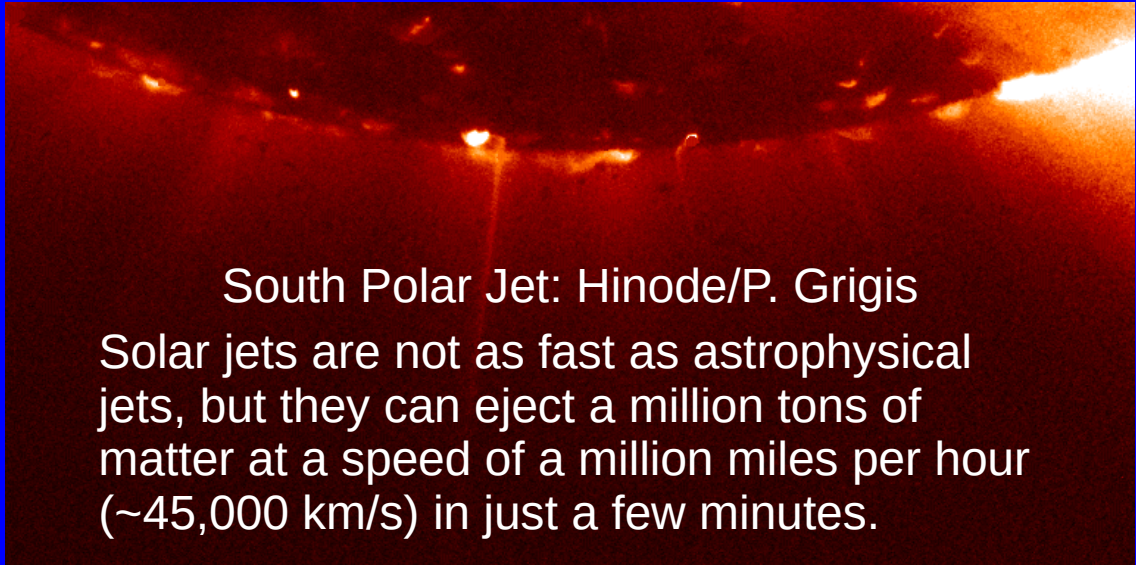 South Polar Jet: Hinode/P. Grigis
Solar jets are not as fast as astrophysical
jets, but they can eject a million tons of
matter at a speed of a million miles per hour
(~45,000 km/s) in just a few minutes.